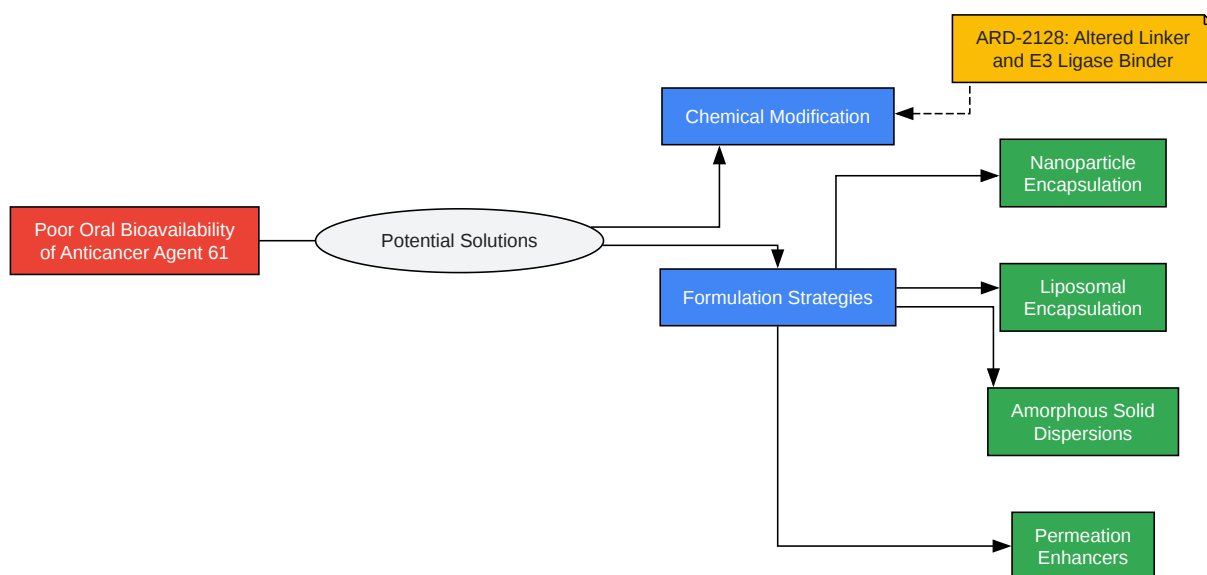 ARD-2128: Altered Linker
and E3 Ligase Binder
Chemical Modification
Nanoparticle
Encapsulation
Poor Oral Bioavailability
of Anticancer Agent 61
Potential Solutions
Formulation Strategies
Liposomal
Encapsulation
Amorphous Solid
Dispersions
Permeation
Enhancers